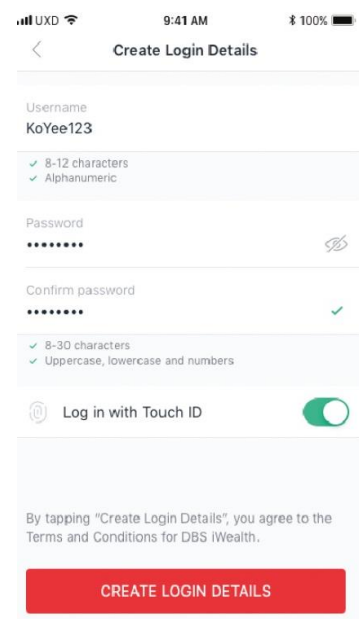 UXD 9:41 AM 100%
Create Login Details
Username
KoYee123
✓ 8-12 characters
✓ Alphanumeric
Password
••••••••
Confirm password
••••••••
✓ 8-30 characters
✓ Uppercase, lowercase and numbers
Log in with Touch ID
By tapping "Create Login Details", you agree to the
Terms and Conditions for DBS iWealth.
CREATE LOGIN DETAILS